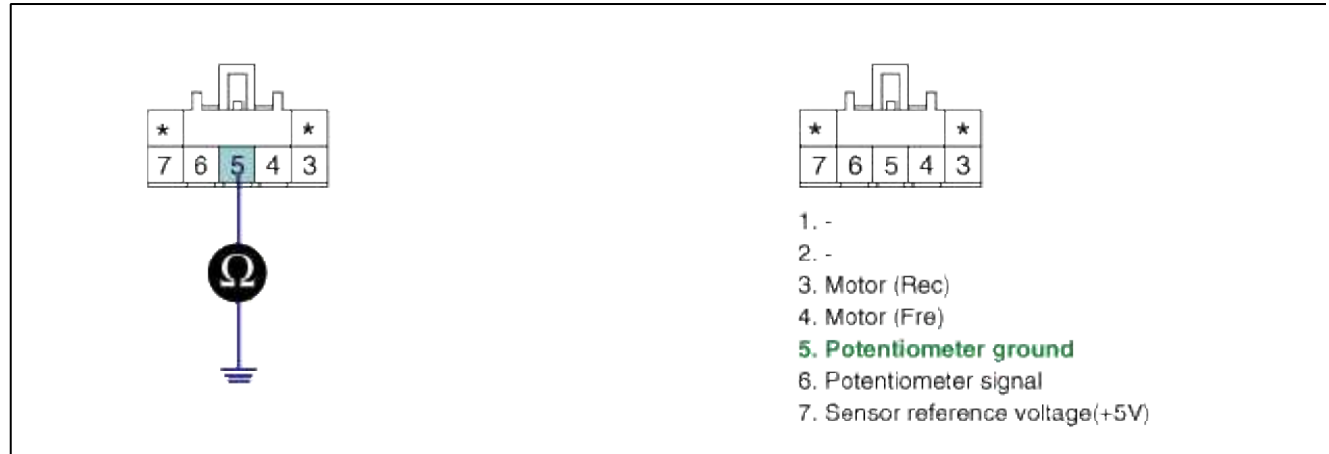 * *
7 6 5 4 3
Ω
* *
7 6 5 4 3
1. -
2. -
3. Motor (Rec)
4. Motor (Fre)
5. Potentiometer ground
6. Potentiometer signal
7. Sensor reference voltage(+5V)